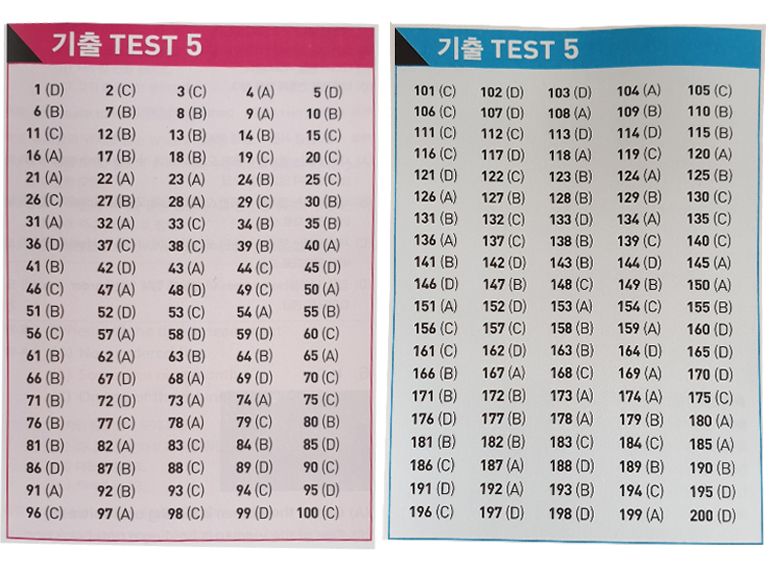 기출 TEST 5
1 (D) 2 (C) 3 (C) 4 (A) 5 (D)
6 (B) 7 (B) 8 (B) 9 (A) 10 (B)
11 (C) 12 (B) 13 (B) 14 (B) 15 (C)
16 (A) 17 (B) 18 (B) 19 (C) 20 (C)
21 (A) 22 (A) 23 (A) 24 (B) 25 (C)
26 (C) 27 (B) 28 (A) 29 (C) 30 (B)
31 (A) 32 (A) 33 (C) 34 (B) 35 (B)
36 (D) 37 (C) 38 (C) 39 (B) 40 (A)
41 (B) 42 (D) 43 (A) 44 (C) 45 (D)
46 (C) 47 (A) 48 (D) 49 (C) 50 (A)
51 (B) 52 (D) 53 (C) 54 (A) 55 (B)
56 (C) 57 (A) 58 (D) 59 (D) 60 (C)
61 (B) 62 (A) 63 (B) 64 (B) 65 (A)
66 (B) 67 (D) 68 (A) 69 (D) 70 (C)
71 (B) 72 (D) 73 (A) 74 (A) 75 (C)
76 (B) 77 (C) 78 (A) 79 (C) 80 (B)
81 (B) 82 (A) 83 (C) 84 (B) 85 (D)
86 (D) 87 (B) 88 (C) 89 (D) 90 (C)
91 (A) 92 (B) 93 (C) 94 (C) 95 (D)
96 (C) 97 (A) 98 (C) 99 (D) 100 (C)
기출 TEST 5
101 (C) 102 (D) 103 (D) 104 (A) 105 (C)
106 (C) 107 (D) 108 (A) 109 (B) 110 (B)
111 (C) 112 (C) 113 (D) 114 (D) 115 (B)
116 (C) 117 (D) 118 (A) 119 (C) 120 (A)
121 (D) 122 (C) 123 (B) 124 (A) 125 (B)
126 (A) 127 (B) 128 (B) 129 (B) 130 (C)
131 (B) 132 (C) 133 (D) 134 (A) 135 (C)
136 (A) 137 (C) 138 (B) 139 (C) 140 (C)
141 (B) 142 (D) 143 (B) 144 (D) 145 (A)
146 (D) 147 (B) 148 (C) 149 (B) 150 (A)
151 (A) 152 (D) 153 (A) 154 (C) 155 (B)
156 (C) 157 (C) 158 (B) 159 (A) 160 (D)
161 (C) 162 (D) 163 (B) 164 (D) 165 (D)
166 (B) 167 (A) 168 (C) 169 (A) 170 (D)
171 (B) 172 (B) 173 (A) 174 (A) 175 (C)
176 (D) 177 (B) 178 (A) 179 (B) 180 (A)
181 (B) 182 (B) 183 (C) 184 (C) 185 (A)
186 (C) 187 (A) 188 (D) 189 (B) 190 (B)
191 (D) 192 (A) 193 (B) 194 (C) 195 (D)
196 (C) 197 (D) 198 (D) 199 (A) 200 (D)